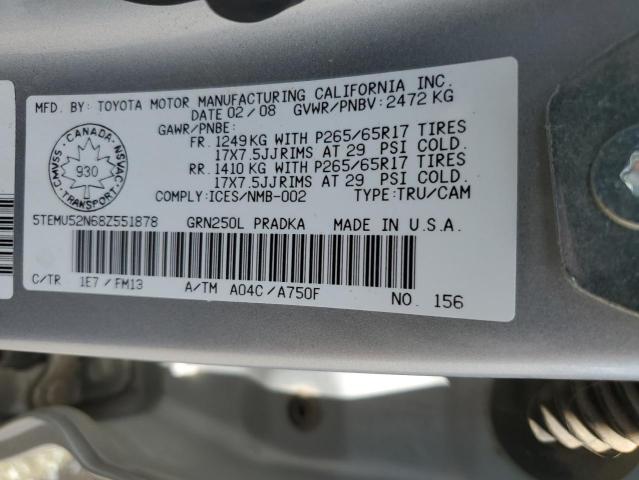 MFD. BY: TOYOTA MOTOR MANUFACTURING CALIFORNIA INC.
DATE 02/08 GVWR/PNBV: 2472 KG
GAWR/PNBE:
FR. 1249 KG WITH P265/65R17 TIRES
17X7.5JJRIMS AT 29 PSI COLD.
RR. 1410 KG WITH P265/65R17 TIRES
17X7.5JJRIMS AT 29 PSI COLD.
COMPLY: ICES/NMB-002 TYPE: TRU/CAM
CANADA
CMVSS
NSVAC
930
TRANSPORT
5TEMU52N68Z551878 GRN250L PRADKA MADE IN U.S.A.
C/TR 1E7/FM13 A/TM A04C/A750F NO. 156